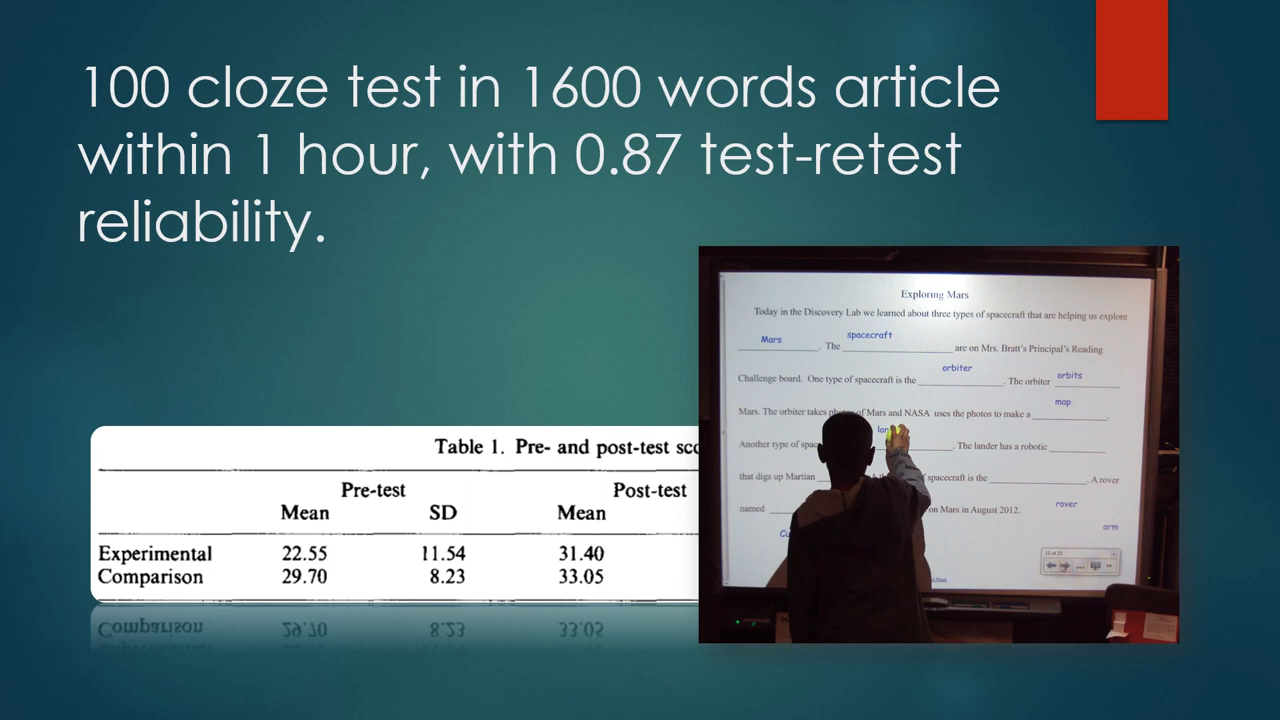 100 cloze test in 1600 words article
within 1 hour, with 0.87 test-retest
reliability.
Table 1. Pre- and post-test
Pre-test Post-test
Mean SD Mean
Experimental 22.55 11.54 31.40
Comparison 29.70 8.23 33.05
Exploring Mars
Today in the Discovery Lab we learned about three types of spacecraft that are helping us explore
Mars spacecraft
. The are on Mrs. Bratt's Principal's Reading
orbiter orbits
Challenge board. One type of spacecraft is the . The orbiter
map
Mars. The orbiter takes photos of Mars and NASA uses the photos to make a .
Another type of . The lander has a robotic
that digs up Martian of spacecraft is the . A rover
named on Mars in August 2012.
rover
arm